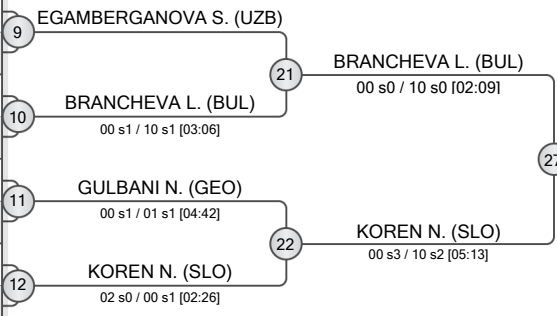 9
EGAMBERGANOVA S. (UZB)
21
BRANCHEVA L. (BUL)
00 s0 / 10 s0 [02:09]
10
BRANCHEVA L. (BUL)
00 s1 / 10 s1 [03:06]
27
11
GULBANI N. (GEO)
00 s1 / 01 s1 [04:42]
22
KOREN N. (SLO)
00 s3 / 10 s2 [05:13]
12
KOREN N. (SLO)
02 s0 / 00 s1 [02:26]